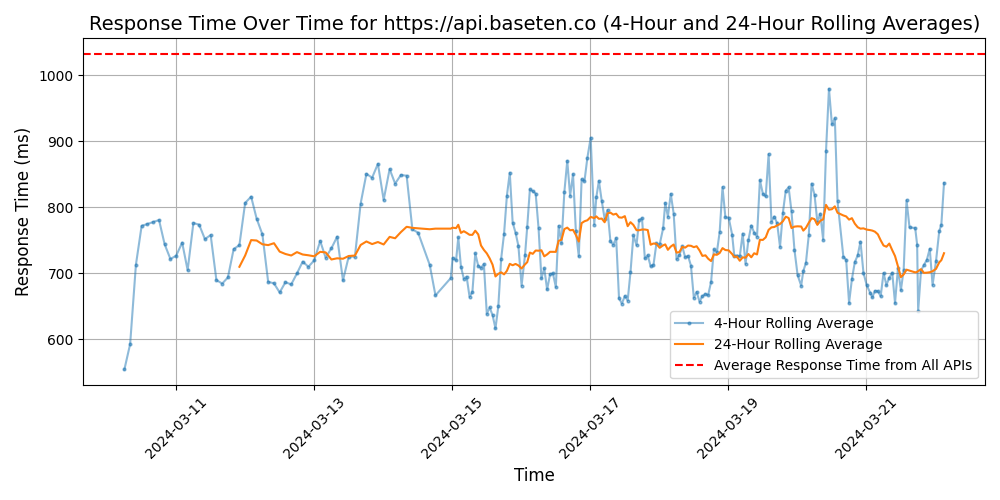 Response Time Over Time for https://api.baseten.co (4-Hour and 24-Hour Rolling Averages)
Response Time (ms)
1000
900
800
700
600
4-Hour Rolling Average
24-Hour Rolling Average
Average Response Time from All APIs
2024-03-11
2024-03-13
2024-03-15
2024-03-17
2024-03-19
2024-03-21
Time